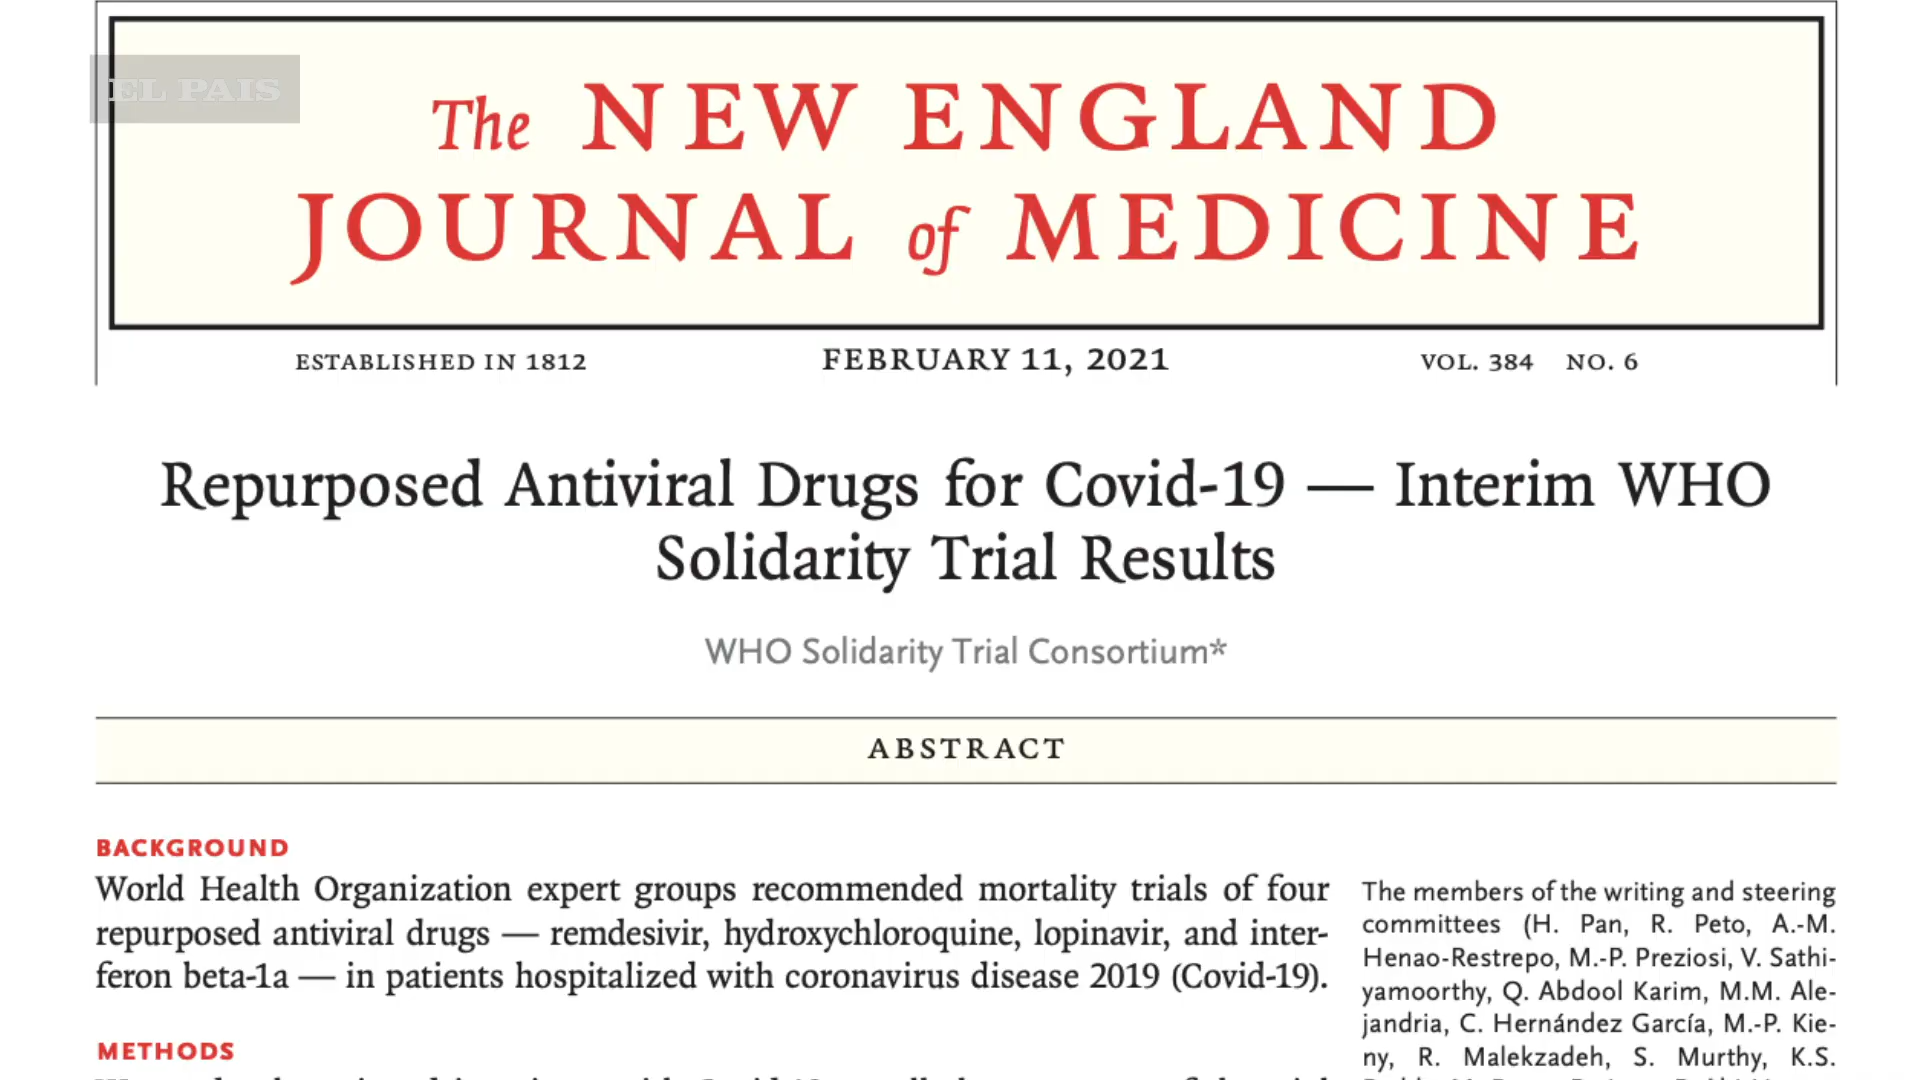 EL PAIS
The NEW ENGLAND
JOURNAL of MEDICINE
ESTABLISHED IN 1812 FEBRUARY 11, 2021 VOL. 384 NO. 6
Repurposed Antiviral Drugs for Covid-19 — Interim WHO
Solidarity Trial Results
WHO Solidarity Trial Consortium*
ABSTRACT
BACKGROUND
World Health Organization expert groups recommended mortality trials of four
repurposed antiviral drugs — remdesivir, hydroxychloroquine, lopinavir, and inter-
feron beta-1a — in patients hospitalized with coronavirus disease 2019 (Covid-19).
METHODS
The members of the writing and steering
committees (H. Pan, R. Peto, A.-M.
Henao-Restrepo, M.-P. Preziosi, V. Sathi-
yamoorthy, Q. Abdool Karim, M.M. Ale-
jandria, C. Hernández García, M.-P. Kie-
ny, R. Malekzadeh, S. Murthy, K.S.